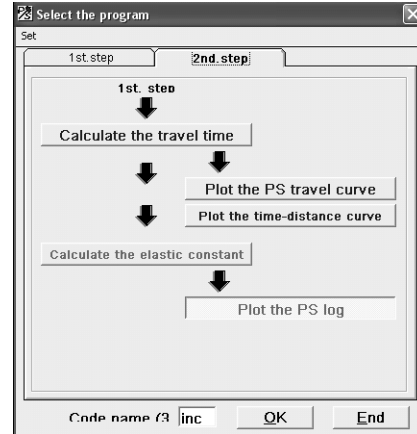 Select the program
Set
1st.step
2nd.step
1st. step
Calculate the travel time
Plot the PS travel curve
Plot the time-distance curve
Calculate the elastic constant
Plot the PS log
Code name (3 inc OK End